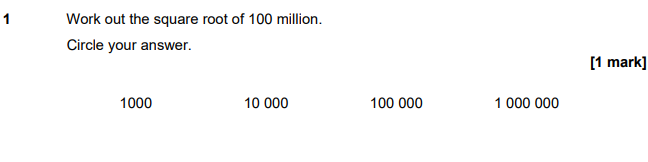 1 Work out the square root of 100 million.
Circle your answer.
[1 mark]
1000 10 000 100 000 1 000 000